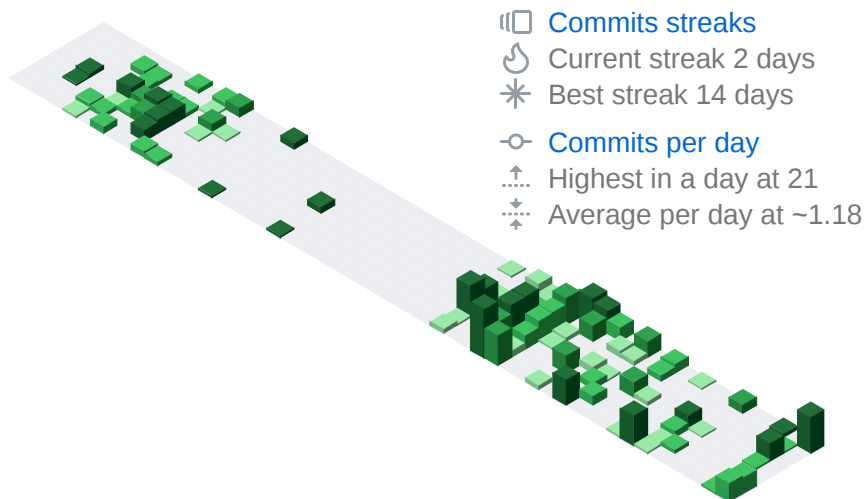 Commits streaks
Current streak 2 days
Best streak 14 days
Commits per day
Highest in a day at 21
Average per day at ~1.18